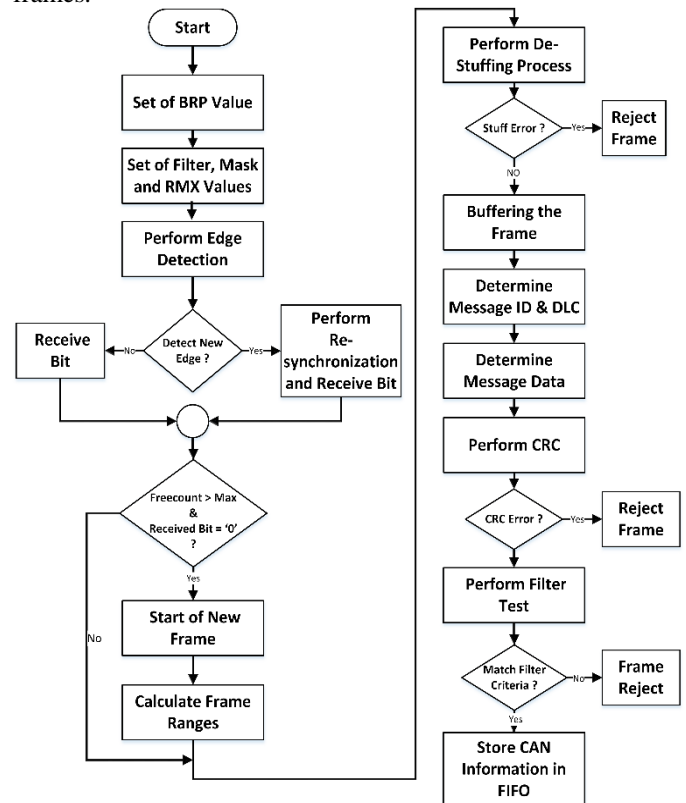 frames.
Start
Set of BRP Value
Set of Filter, Mask
and RMX Values
Perform Edge
Detection
Detect New
Edge ?
No
Yes
Receive
Bit
Perform
Re-
synchronization
and Receive Bit
Freecount > Max
&
Received Bit = '0'
?
Yes
No
Start of New
Frame
Calculate Frame
Ranges
Perform De-
Stuffing Process
Stuff Error ?
Yes
Reject
Frame
NO
Buffering the
Frame
Determine
Message ID & DLC
Determine
Message Data
Perform CRC
CRC Error ?
Yes
Reject
Frame
Perform Filter
Test
Match Filter
Criteria ?
No
Frame
Reject
Yes
Store CAN
Information in
FIFO